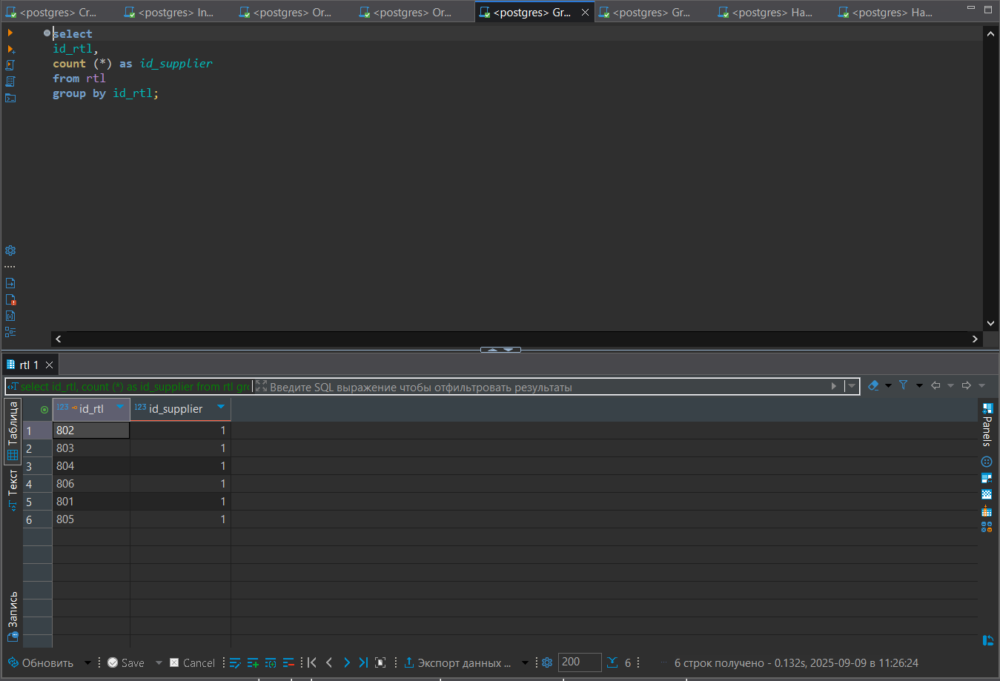 <postgres> Cr...
<postgres> In...
<postgres> Or...
<postgres> Or...
<postgres> Gr...
<postgres> Gr...
<postgres> Ha...
<postgres> Ha...
select
id_rtl,
count (*) as id_supplier
from rtl
group by id_rtl;
rtl 1
select id_rtl, count (*) as id_supplier from rtl gro
Введите SQL выражение чтобы отфильтровать результаты
Таблица
Текст
Запись
123 id_rtl 123 id_supplier
1 802 1
2 803 1
3 804 1
4 806 1
5 801 1
6 805 1
Panels
Обновить Save Cancel Экспорт данных ... 200 6 6 строк получено - 0.132s, 2025-09-09 в 11:26:24